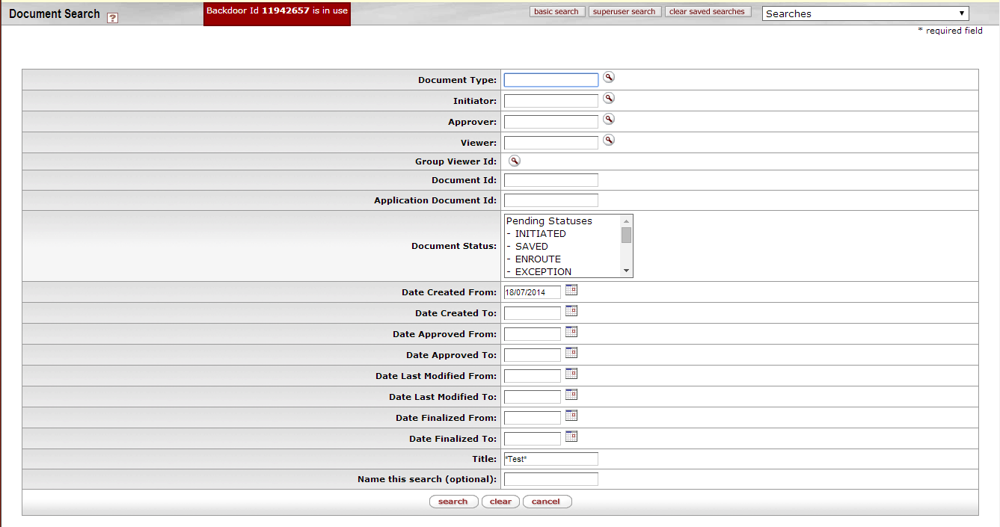 Document Search ? Backdoor Id 11942657 is in use basic search superuser search clear saved searches Searches
* required field
Document Type:
Initiator:
Approver:
Viewer:
Group Viewer Id:
Document Id:
Application Document Id:
Document Status:
Pending Statuses
- INITIATED
- SAVED
- ENROUTE
- EXCEPTION
Date Created From: 18/07/2014
Date Created To:
Date Approved From:
Date Approved To:
Date Last Modified From:
Date Last Modified To:
Date Finalized From:
Date Finalized To:
Title: *Test*
Name this search (optional):
search clear cancel